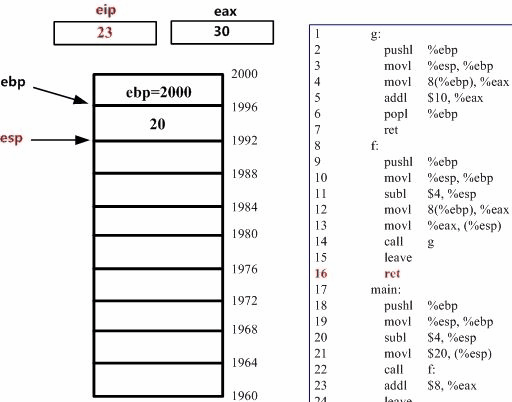 eip
eax
23
30
ebp
esp
ebp=2000
20
2000
1996
1992
1988
1984
1980
1976
1972
1968
1964
1960
1 g:
2 pushl %ebp
3 movl %esp, %ebp
4 movl 8(%ebp), %eax
5 addl $10, %eax
6 popl %ebp
7 ret
8 f:
9 pushl %ebp
10 movl %esp, %ebp
11 subl $4, %esp
12 movl 8(%ebp), %eax
13 movl %eax, (%esp)
14 call g
15 leave
16 ret
17 main:
18 pushl %ebp
19 movl %esp, %ebp
20 subl $4, %esp
21 movl $20, (%esp)
22 call f:
23 addl $8, %eax
24 leave